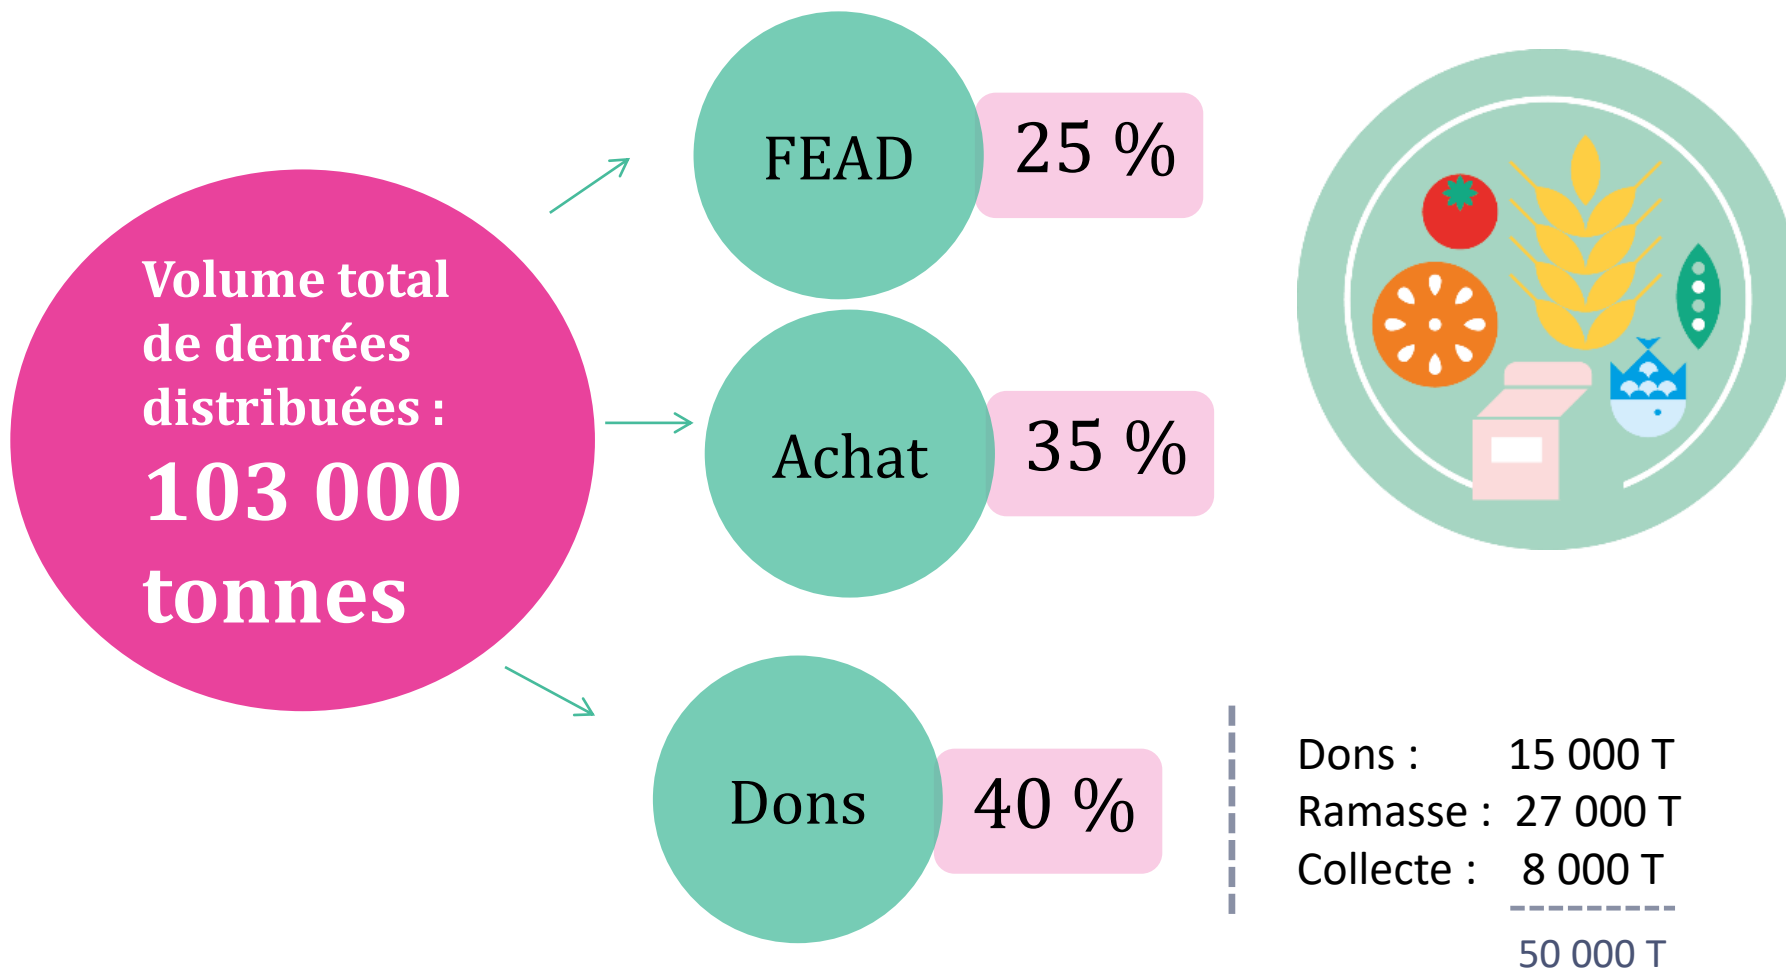 Volume total
de denrées
distribuées :
103 000
tonnes
FEAD
25 %
Achat
35 %
Dons
40 %
Dons : 15 000 T
Ramasse : 27 000 T
Collecte : 8 000 T
50 000 T